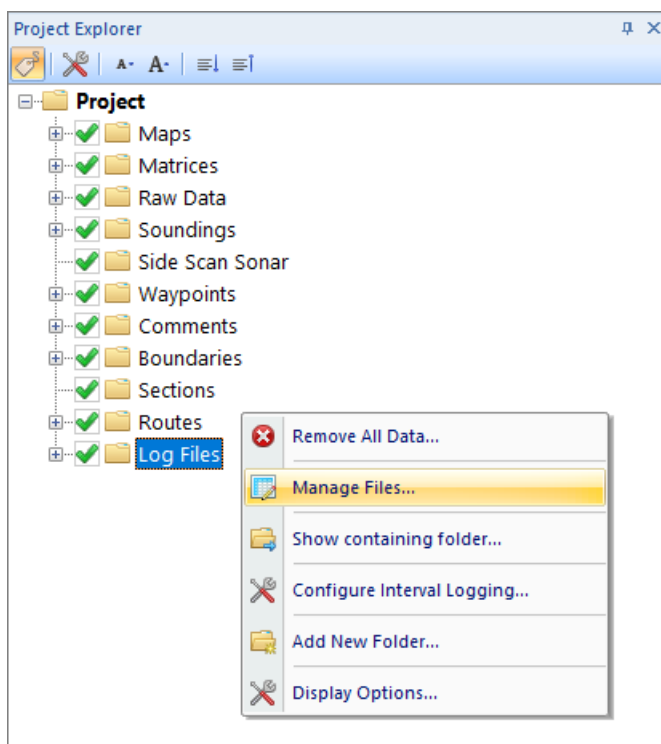 Project Explorer
A- A-
Project
Maps
Matrices
Raw Data
Soundings
Side Scan Sonar
Waypoints
Comments
Boundaries
Sections
Routes
Log Files
Remove All Data...
Manage Files...
Show containing folder...
Configure Interval Logging...
Add New Folder...
Display Options...